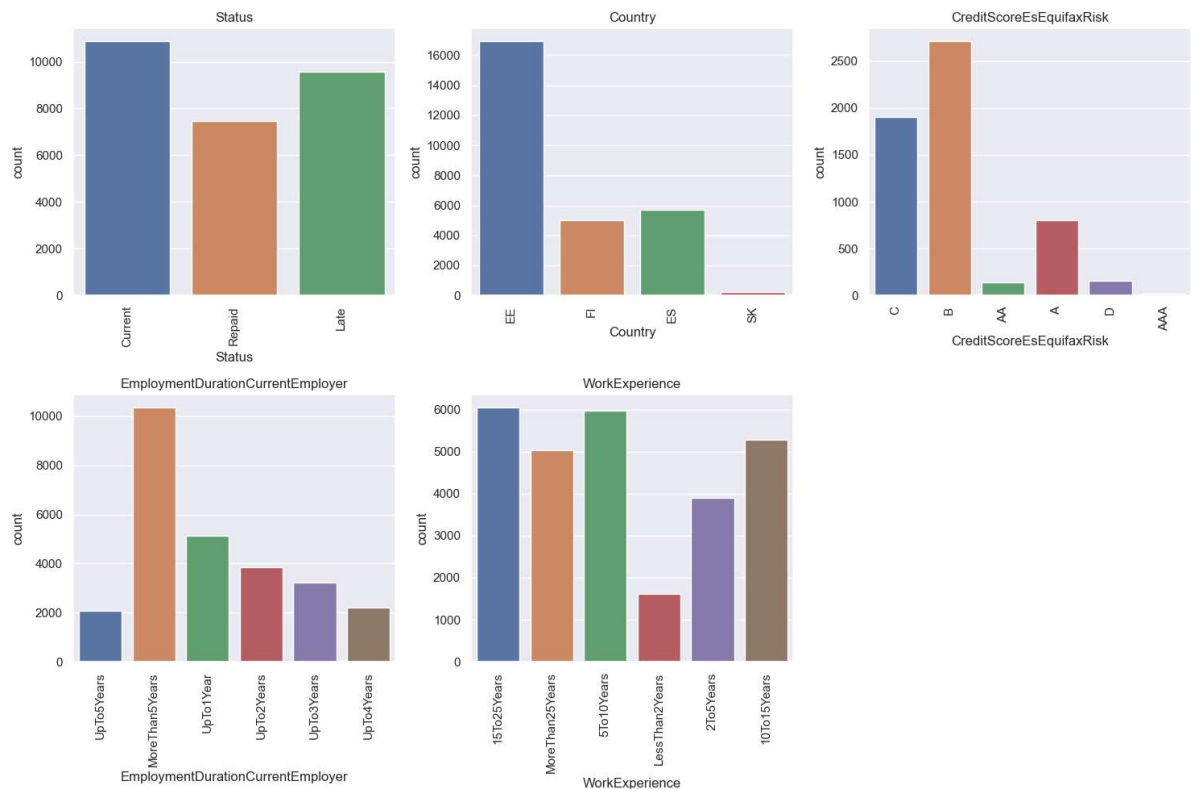 Status
count
10000
8000
6000
4000
2000
0
Current
Repaid
Late
Status
Country
count
16000
14000
12000
10000
8000
6000
4000
2000
0
EE
FI
ES
SK
Country
CreditScoreEsEquifaxRisk
count
2500
2000
1500
1000
500
0
C
B
AA
A
D
AAA
CreditScoreEsEquifaxRisk
EmploymentDurationCurrentEmployer
count
10000
8000
6000
4000
2000
0
UpTo5Years
MoreThan5Years
UpTo1Year
UpTo2Years
UpTo3Years
UpTo4Years
EmploymentDurationCurrentEmployer
WorkExperience
count
6000
5000
4000
3000
2000
1000
0
15To25Years
MoreThan25Years
5To10Years
LessThan2Years
2To5Years
10To15Years
WorkExperience